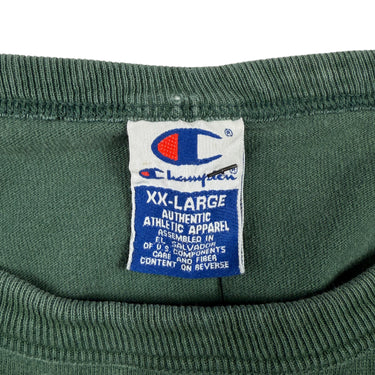 ®
Champion
XX-LARGE
AUTHENTIC
ATHLETIC APPAREL
ASSEMBLED IN
EL SALVADOR
OF U.S. COMPONENTS
CARE AND FIBER
CONTENT ON REVERSE